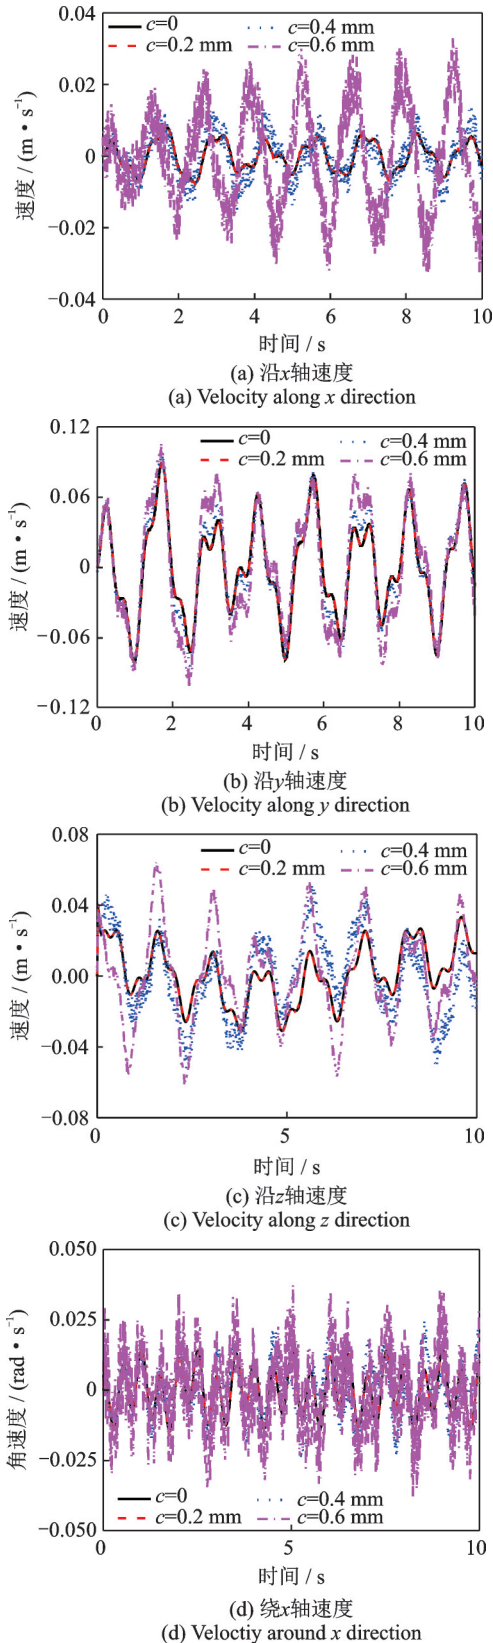 c=0
c=0.4 mm
c=0.2 mm
c=0.6 mm
0.04
0.02
0
−0.02
−0.04
速度 / (m • s⁻¹)
0 2 4 6 8 10
时间 / s
(a) 沿x轴速度
(a) Velocity along x direction
0.12
c=0
c=0.4 mm
c=0.2 mm
c=0.6 mm
0.06
0
−0.06
−0.12
速度 / (m • s⁻¹)
0 2 4 6 8 10
时间 / s
(b) 沿y轴速度
(b) Velocity along y direction
0.08
c=0
c=0.4 mm
c=0.2 mm
c=0.6 mm
0.04
0.00
−0.04
−0.08
速度 / (m • s⁻¹)
0 5 10
时间 / s
(c) 沿z轴速度
(c) Velocity along z direction
0.050
0.025
0
−0.025
−0.050
角速度 / (rad • s⁻¹)
c=0
c=0.4 mm
c=0.2 mm
c=0.6 mm
0 5 10
时间 / s
(d) 绕x轴速度
(d) Veloctiy around x direction